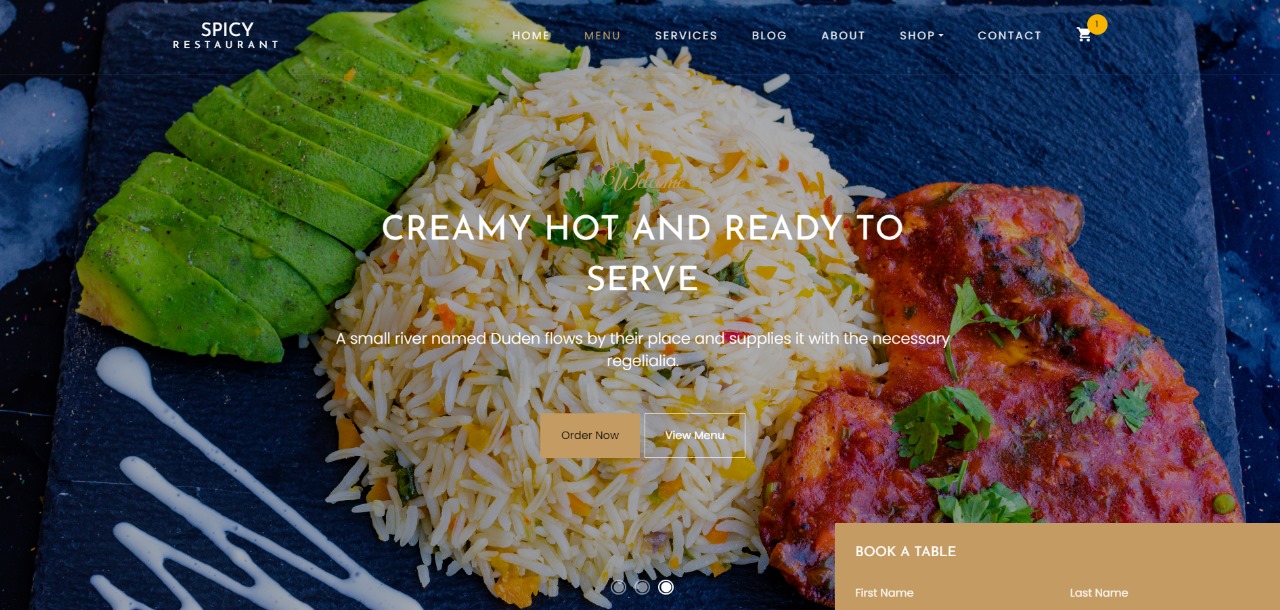 SPICY
RESTAURANT
HOME MENU SERVICES BLOG ABOUT SHOP CONTACT
1
Welcome
CREAMY HOT AND READY TO
SERVE
A small river named Duden flows by their place and supplies it with the necessary
regelialia.
Order Now View Menu
BOOK A TABLE
First Name Last Name